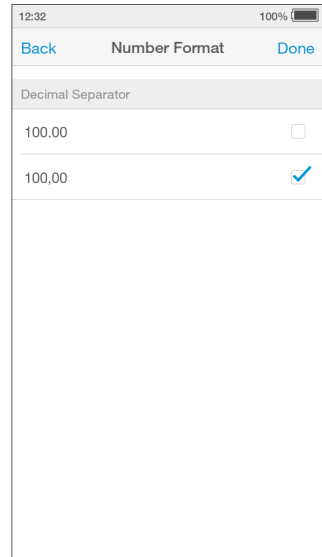 12:32 100%
Back Number Format Done
Decimal Separator
100.00
100,00